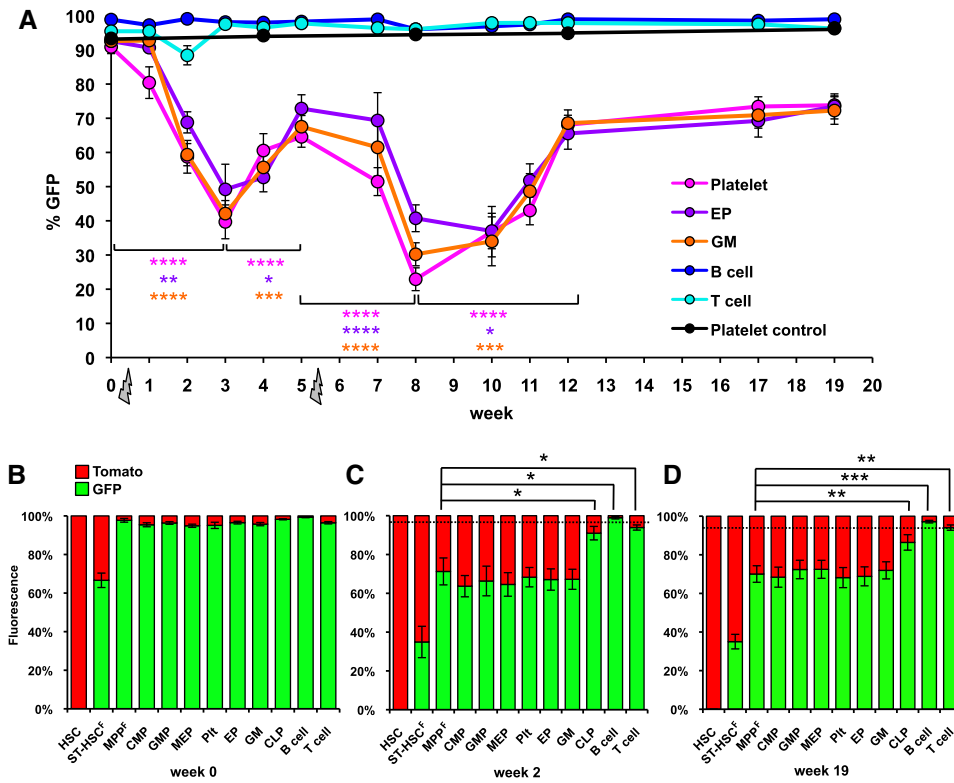 A
100
90
80
70
60
50
40
30
20
10
0
% GFP
Platelet
EP
GM
B cell
T cell
Platelet control
**** ****
** *
**** ***
**** ****
**** *
**** ***
0 1 2 3 4 5 6 7 8 9 10 11 12 13 14 15 16 17 18 19 20
week
B
Tomato
GFP
100%
80%
60%
40%
20%
0%
Fluorescence
HSC ST-HSCF MPPF CMP GMP MEP Plt EP GM CLP B cell T cell
week 0
C
*
*
*
100%
80%
60%
40%
20%
0%
HSC ST-HSCF MPPF CMP GMP MEP Plt EP GM CLP B cell T cell
week 2
D
**
***
**
100%
80%
60%
40%
20%
0%
HSC ST-HSCF MPPF CMP GMP MEP Plt EP GM CLP B cell T cell
week 19